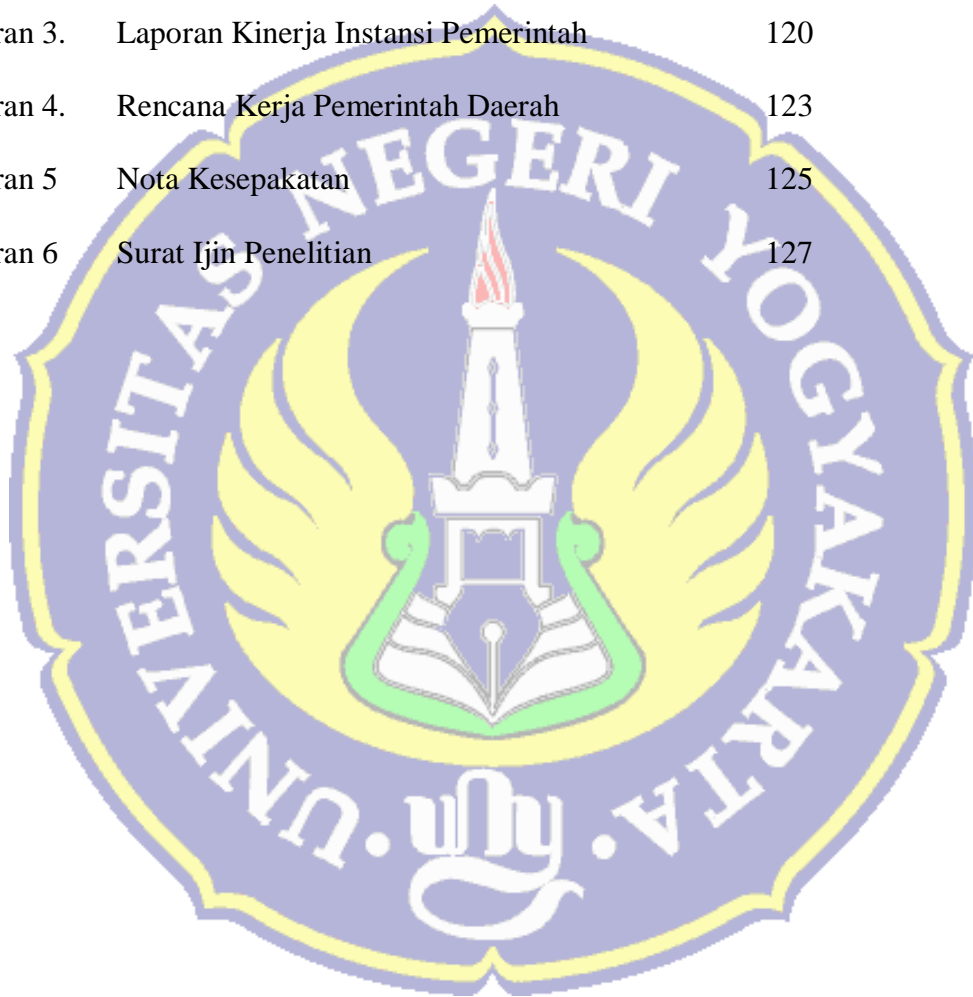 ran 3. Laporan Kinerja Instansi Pemerintah 120
ran 4. Rencana Kerja Pemerintah Daerah 123
ran 5 Nota Kesepakatan 125
ran 6 Surat Ijin Penelitian 127
UNIVERSITAS NEGERI YOGYAKARTA
uny